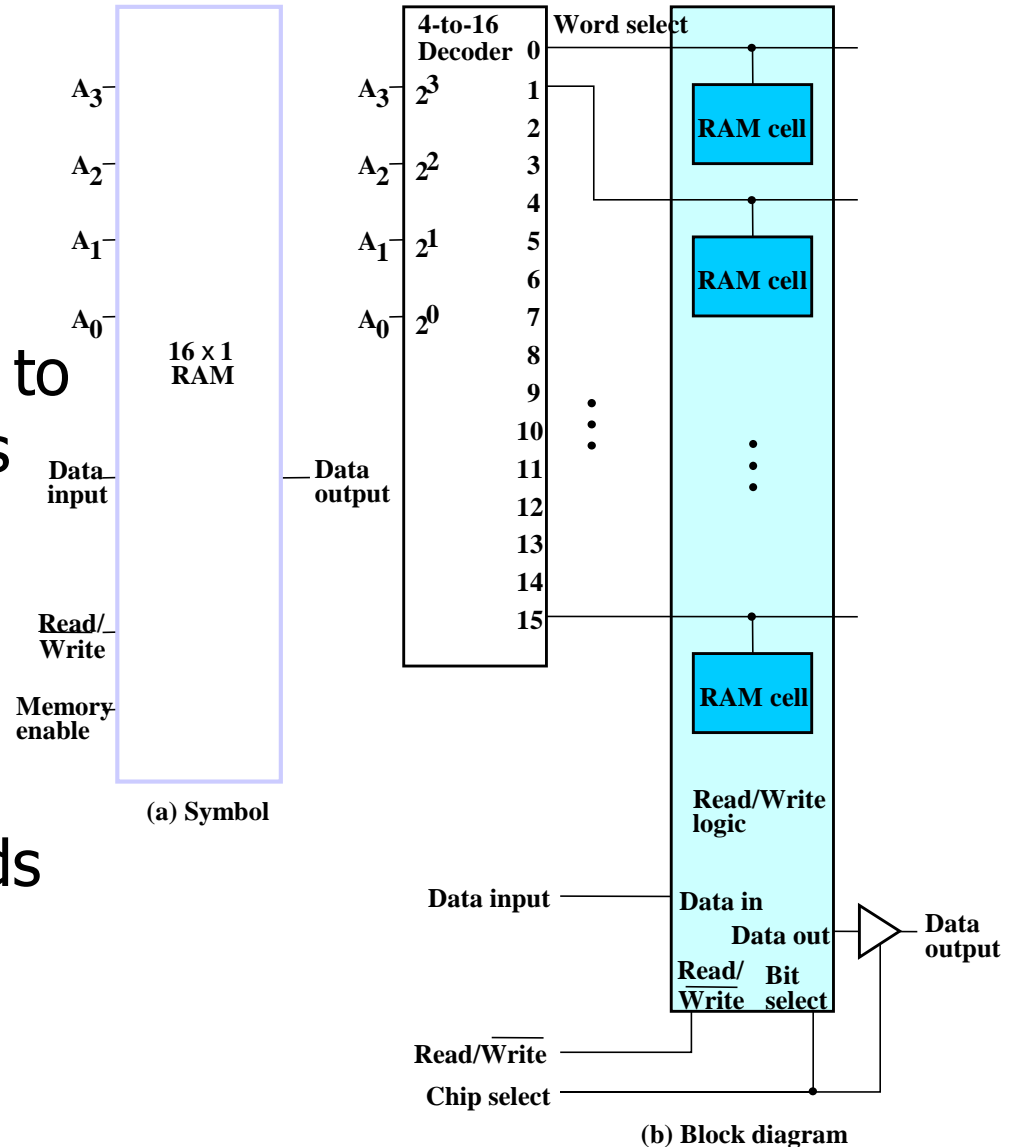 4-to-16
Decoder
Word select
0
1
2
3
4
5
6
7
8
9
10
11
12
13
14
15
A3
A2
A1
A0
16 x 1
RAM
Data
input
Data
output
Read/
Write
Memory
enable
(a) Symbol
to
s
ds
A3 2^3
A2 2^2
A1 2^1
A0 2^0
RAM cell
RAM cell
RAM cell
Read/Write
logic
Data input
Data in
Data out
Data
output
Read/
Write
Bit
select
Read/Write
Chip select
(b) Block diagram